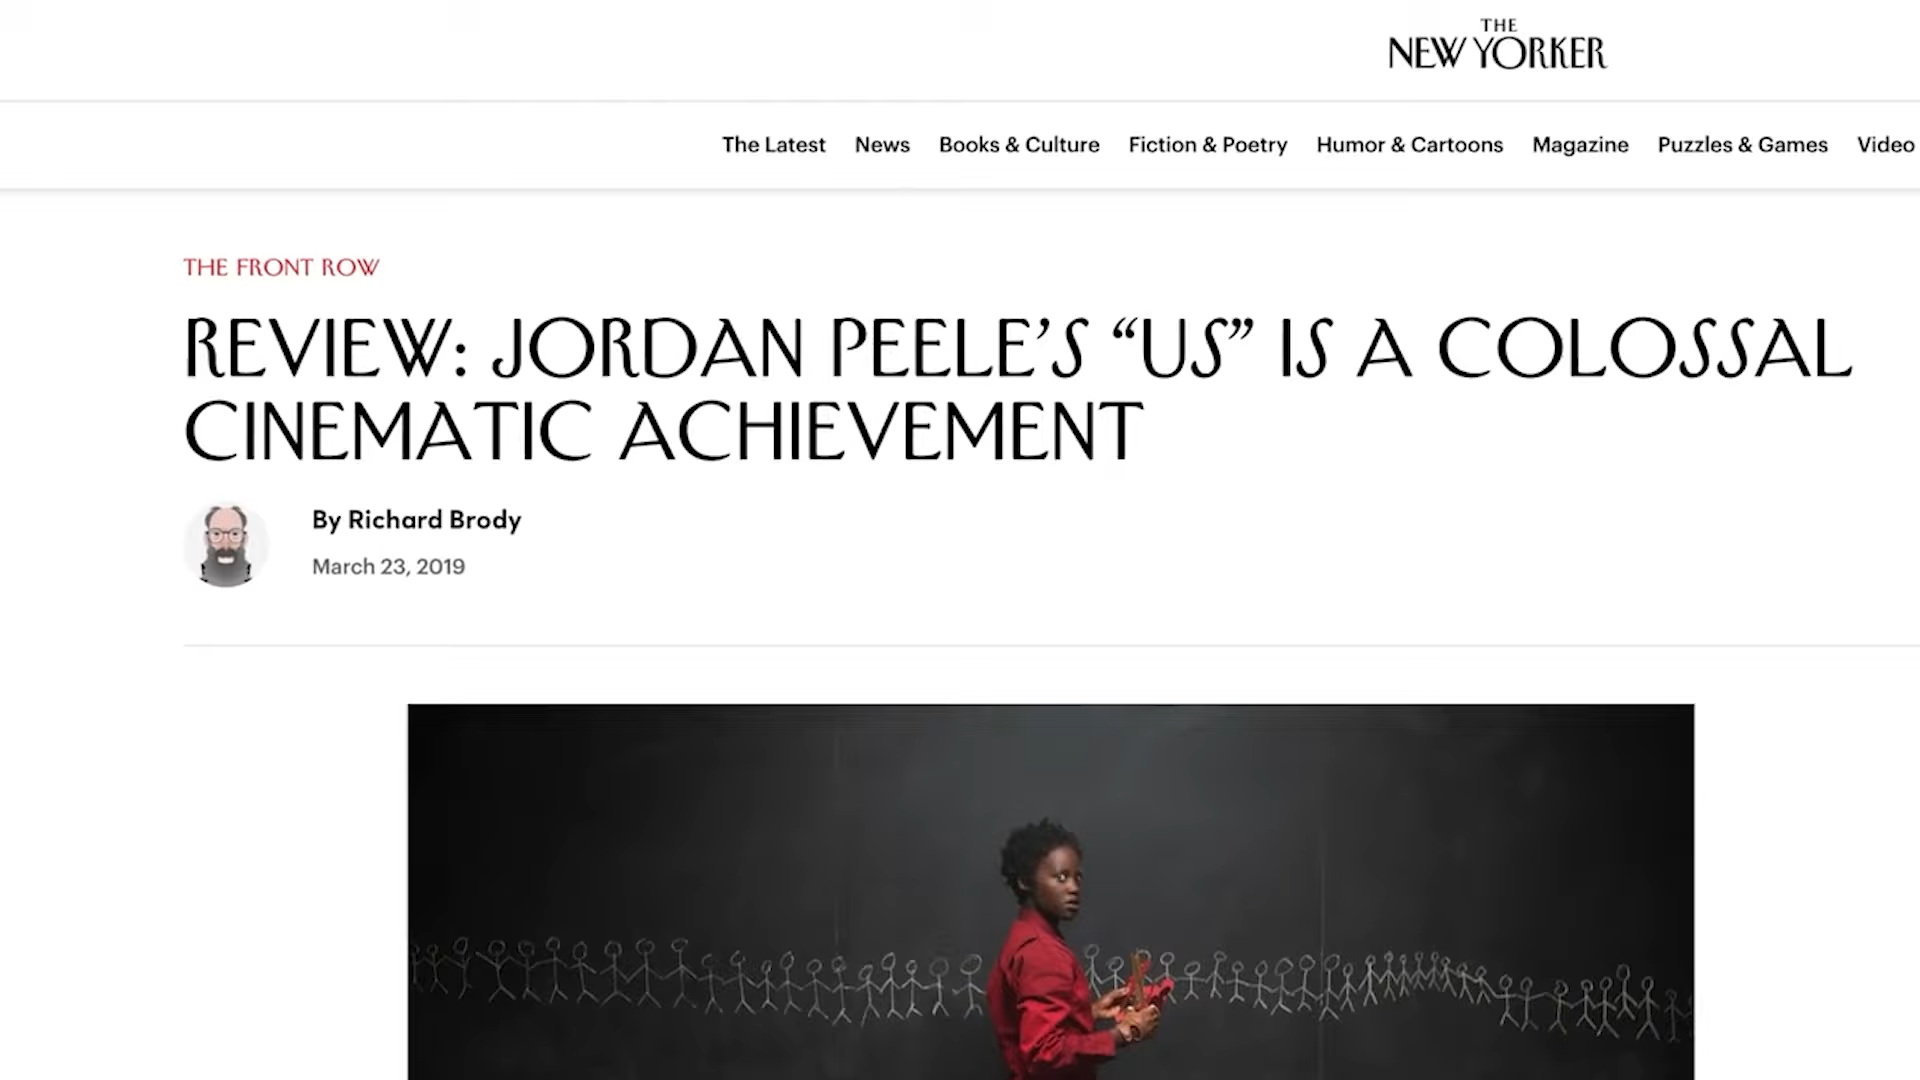 THE
NEW YORKER
The Latest News Books & Culture Fiction & Poetry Humor & Cartoons Magazine Puzzles & Games Video
THE FRONT ROW
REVIEW: JORDAN PEELE’S “US” IS A COLOSSAL
CINEMATIC ACHIEVEMENT
By Richard Brody
March 23, 2019